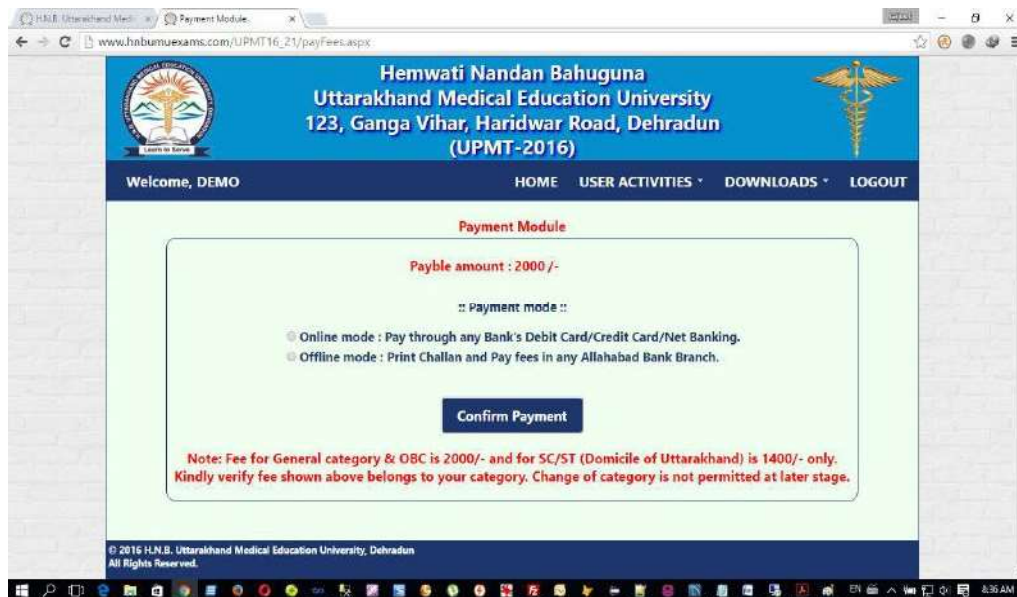 H.N.B. Uttarakhand Medi
Payment Module.
www.hnbumuexams.com/UPMT16_21/payFees.aspx
Hemwati Nandan Bahuguna
Uttarakhand Medical Education University
123, Ganga Vihar, Haridwar Road, Dehradun
(UPMT-2016)
Learn to Serve
Welcome, DEMO
HOME USER ACTIVITIES DOWNLOADS LOGOUT
Payment Module
Payble amount : 2000 /-
:: Payment mode ::
Online mode : Pay through any Bank's Debit Card/Credit Card/Net Banking.
Offline mode : Print Challan and Pay fees in any Allahabad Bank Branch.
Confirm Payment
Note: Fee for General category & OBC is 2000/- and for SC/ST (Domicile of Uttarakhand) is 1400/- only.
Kindly verify fee shown above belongs to your category. Change of category is not permitted at later stage.
© 2016 H.N.B. Uttarakhand Medical Education University, Dehradun
All Rights Reserved.
EN
4:36 AM